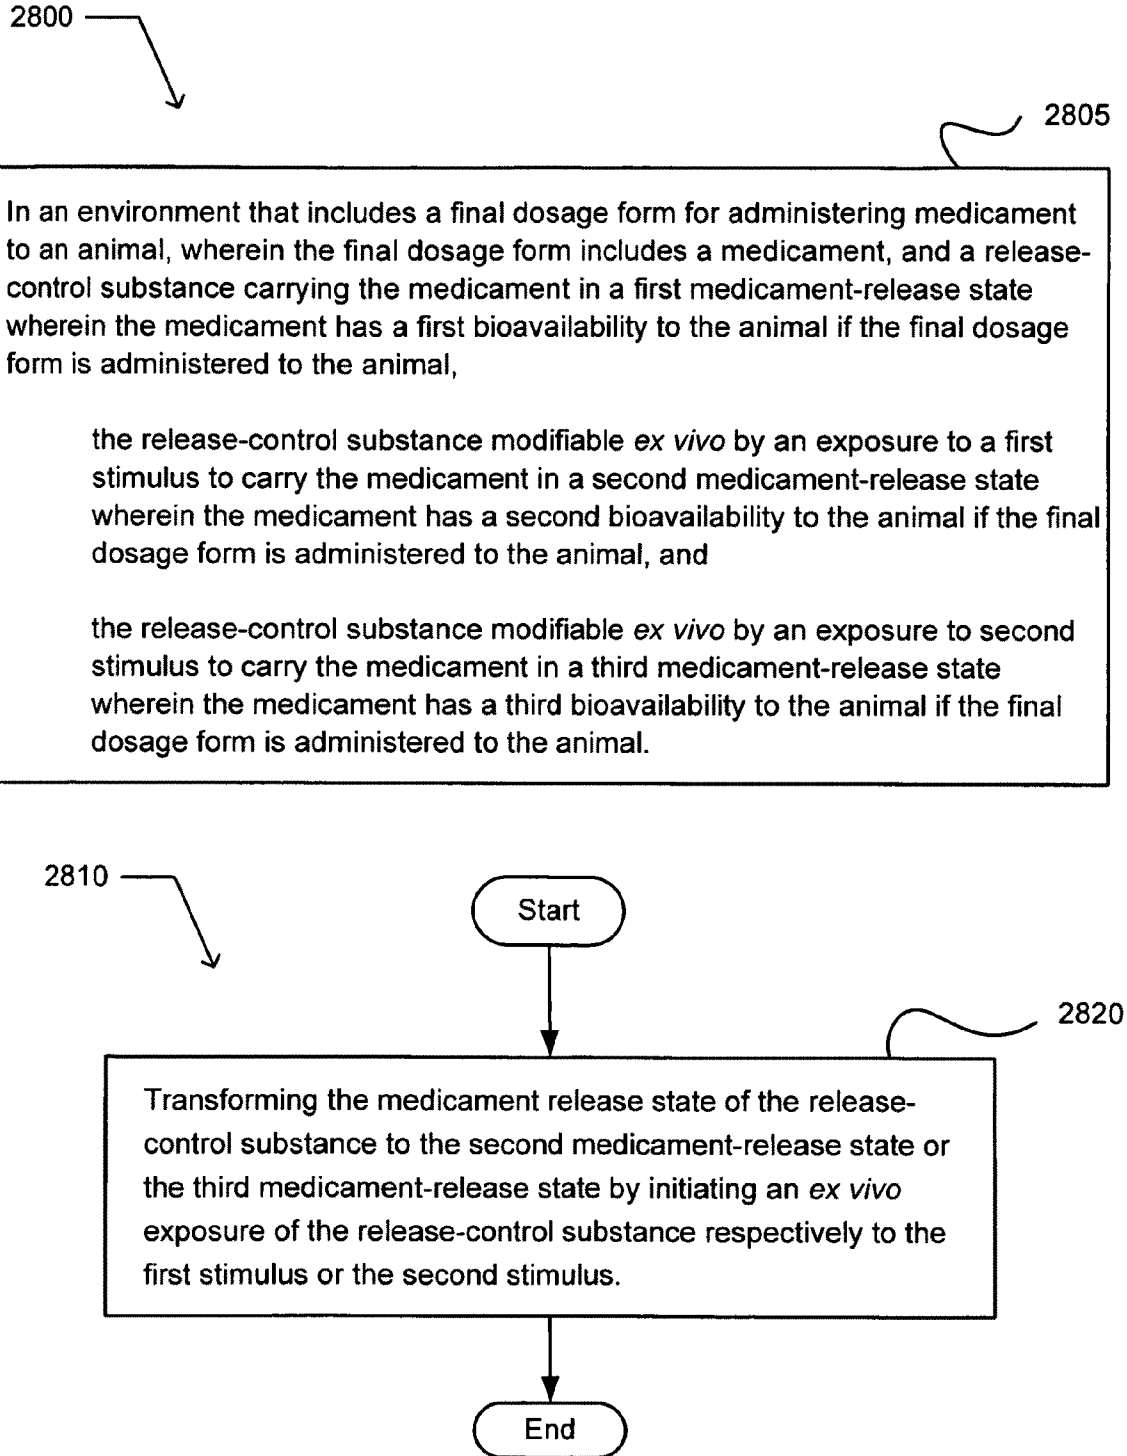 2800
2805
In an environment that includes a final dosage form for administering medicament
to an animal, wherein the final dosage form includes a medicament, and a release-
control substance carrying the medicament in a first medicament-release state
wherein the medicament has a first bioavailability to the animal if the final dosage
form is administered to the animal,
the release-control substance modifiable ex vivo by an exposure to a first
stimulus to carry the medicament in a second medicament-release state
wherein the medicament has a second bioavailability to the animal if the final
dosage form is administered to the animal, and
the release-control substance modifiable ex vivo by an exposure to second
stimulus to carry the medicament in a third medicament-release state
wherein the medicament has a third bioavailability to the animal if the final
dosage form is administered to the animal.
2810
Start
2820
Transforming the medicament release state of the release-
control substance to the second medicament-release state or
the third medicament-release state by initiating an ex vivo
exposure of the release-control substance respectively to the
first stimulus or the second stimulus.
End